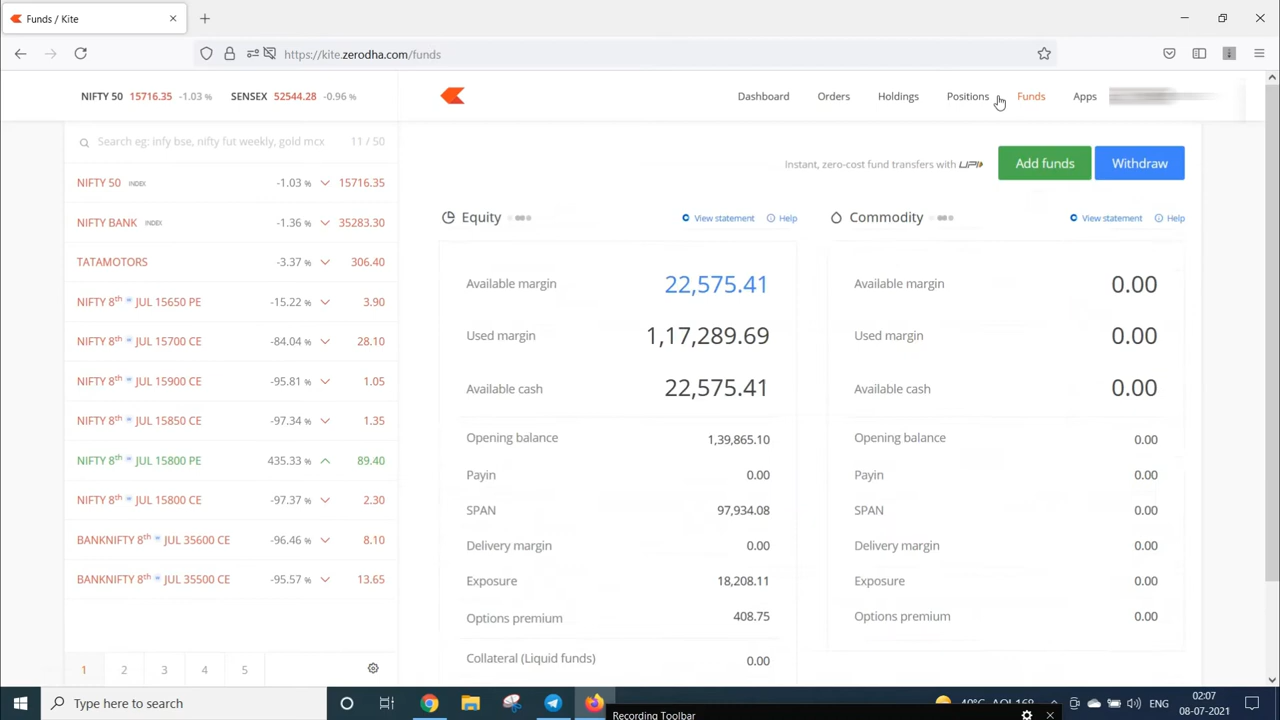 Funds / Kite
https://kite.zerodha.com/funds
NIFTY 50 15716.35 -1.03 % SENSEX 52544.28 -0.96 %
Dashboard Orders Holdings Positions Funds Apps
Search eg: infy bse, nifty fut weekly, gold mcx 11 / 50
Instant, zero-cost fund transfers with UPI Add funds Withdraw
NIFTY 50 INDEX -1.03 % 15716.35
NIFTY BANK INDEX -1.36 % 35283.30
TATAMOTORS -3.37 % 306.40
NIFTY 8th w JUL 15650 PE -15.22 % 3.90
NIFTY 8th w JUL 15700 CE -84.04 % 28.10
NIFTY 8th w JUL 15900 CE -95.81 % 1.05
NIFTY 8th w JUL 15850 CE -97.34 % 1.35
NIFTY 8th w JUL 15800 PE 435.33 % 89.40
NIFTY 8th w JUL 15800 CE -97.37 % 2.30
BANKNIFTY 8th w JUL 35600 CE -96.46 % 8.10
BANKNIFTY 8th w JUL 35500 CE -95.57 % 13.65
1 2 3 4 5
Equity View statement Help
Available margin 22,575.41
Used margin 1,17,289.69
Available cash 22,575.41
Opening balance 1,39,865.10
Payin 0.00
SPAN 97,934.08
Delivery margin 0.00
Exposure 18,208.11
Options premium 408.75
Collateral (Liquid funds) 0.00
Commodity View statement Help
Available margin 0.00
Used margin 0.00
Available cash 0.00
Opening balance 0.00
Payin 0.00
SPAN 0.00
Delivery margin 0.00
Exposure 0.00
Options premium 0.00
Type here to search
40°C AQI 168
ENG
02:07
08-07-2021
Recording Toolbar